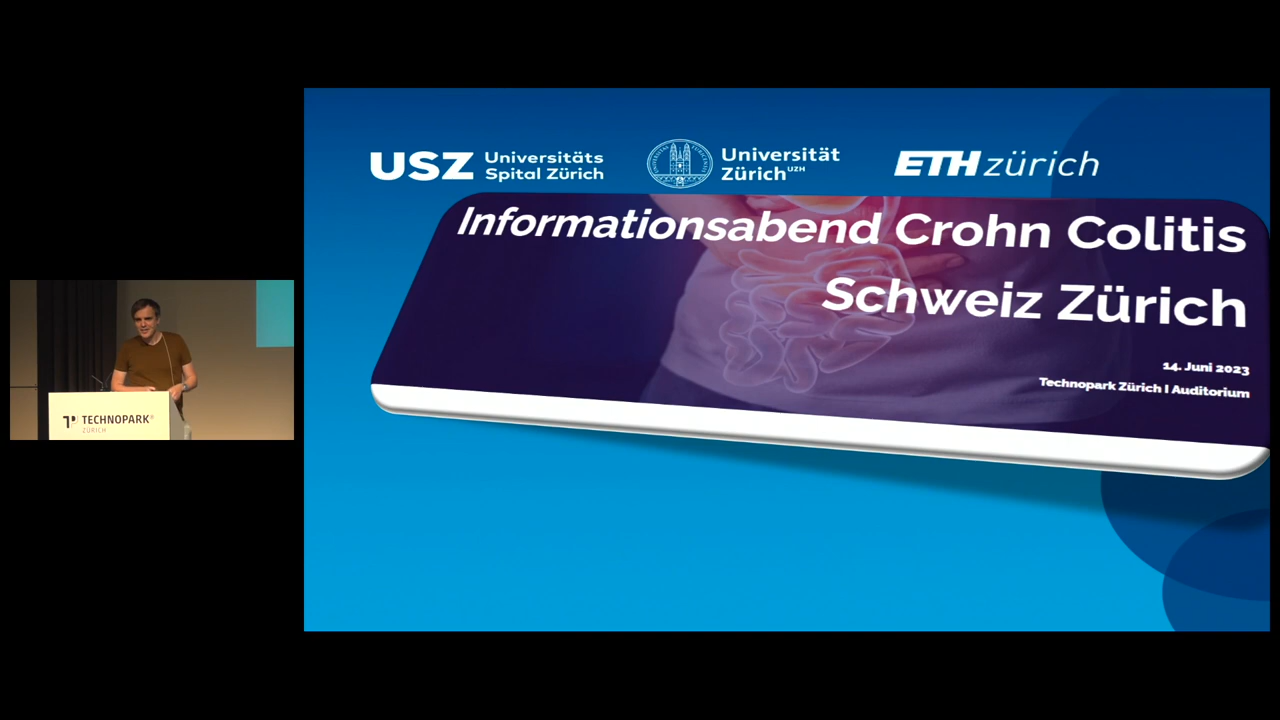 USZ Universitäts
Spital Zürich
Universität
Zürich UZH
ETH zürich
Informationsabend Crohn Colitis
Schweiz Zürich
14. Juni 2023
Technopark Zürich I Auditorium
TP TECHNOPARK®
ZÜRICH